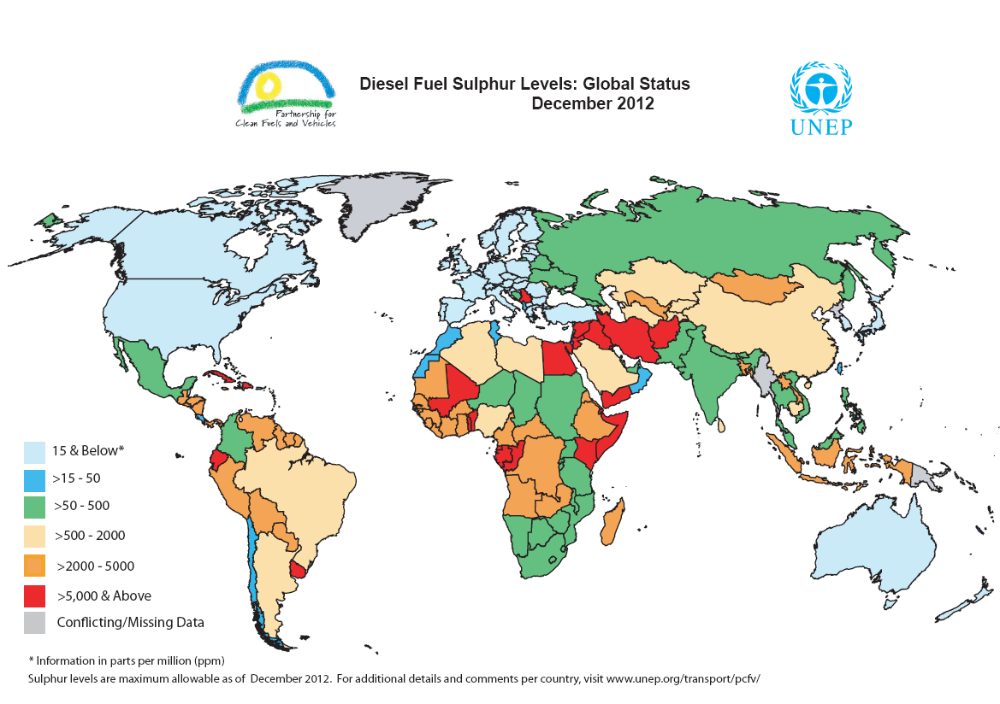 Diesel Fuel Sulphur Levels: Global Status
December 2012
Partnership for
Clean Fuels and Vehicles
UNEP
15 & Below*
>15 - 50
>50 - 500
>500 - 2000
>2000 - 5000
>5,000 & Above
Conflicting/Missing Data
* Information in parts per million (ppm)
Sulphur levels are maximum allowable as of December 2012. For additional details and comments per country, visit www.unep.org/transport/pcfv/